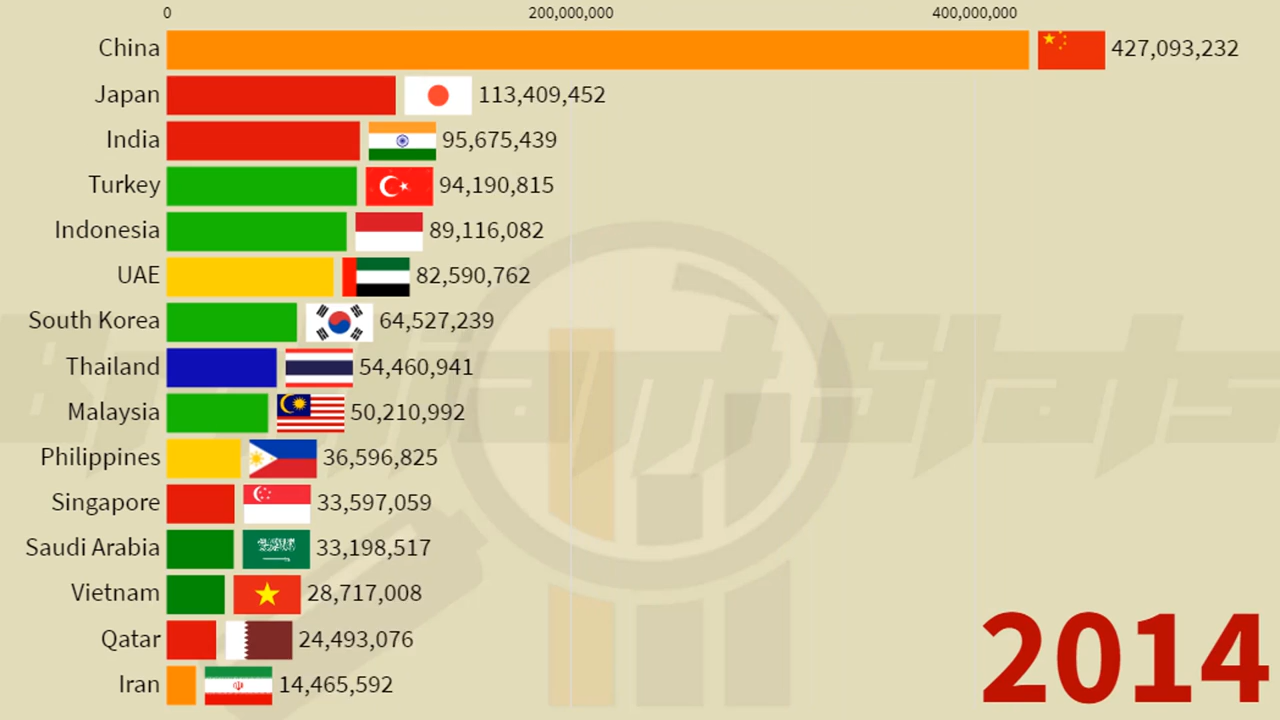 0 200,000,000 400,000,000
China 427,093,232
Japan 113,409,452
India 95,675,439
Turkey 94,190,815
Indonesia 89,116,082
UAE 82,590,762
South Korea 64,527,239
Thailand 54,460,941
Malaysia 50,210,992
Philippines 36,596,825
Singapore 33,597,059
Saudi Arabia 33,198,517
Vietnam 28,717,008
Qatar 24,493,076
Iran 14,465,592
2014